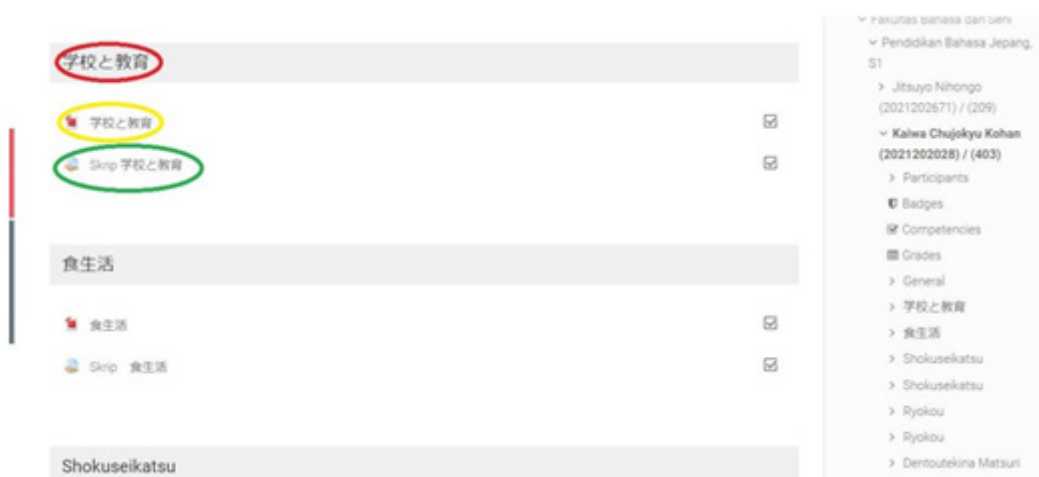 学校と教育
学校と教育
Skrip 学校と教育
食生活
食生活
Skrip 食生活
Shokuseikatsu
Fakultas Bahasa dan Seni
Pendidikan Bahasa Jepang,
S1
Jitsuyo Nihongo
(2021202671) / (209)
Kaiwa Chujokyu Kohan
(2021202028) / (403)
Participants
Badges
Competencies
Grades
General
学校と教育
食生活
Shokuseikatsu
Shokuseikatsu
Ryokou
Ryokou
Dentoutekina Matsuri